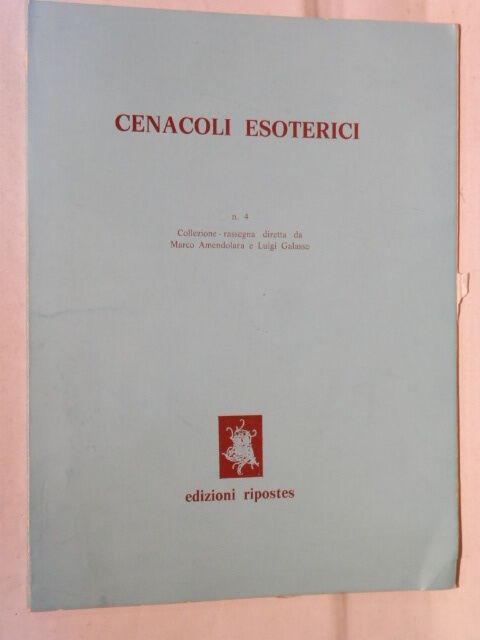 CENACOLI ESOTERICI
n. 4
Collezione - rassegna diretta da
Marco Amendolara e Luigi Galasso
edizioni ripostes